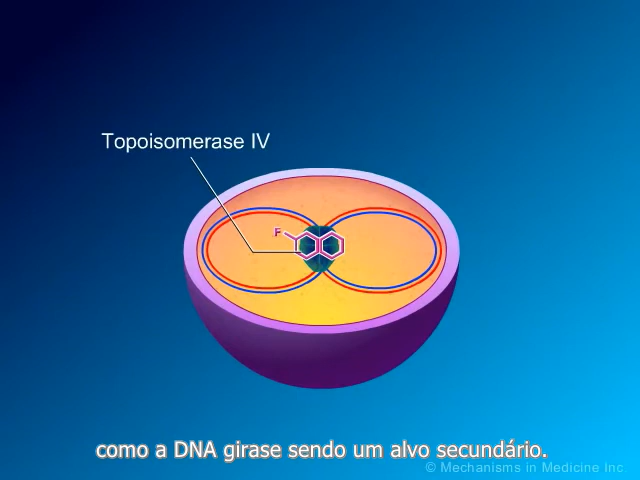 Topoisomerase IV
F
como a DNA girase sendo um alvo secundário.
© Mechanisms in Medicine Inc.